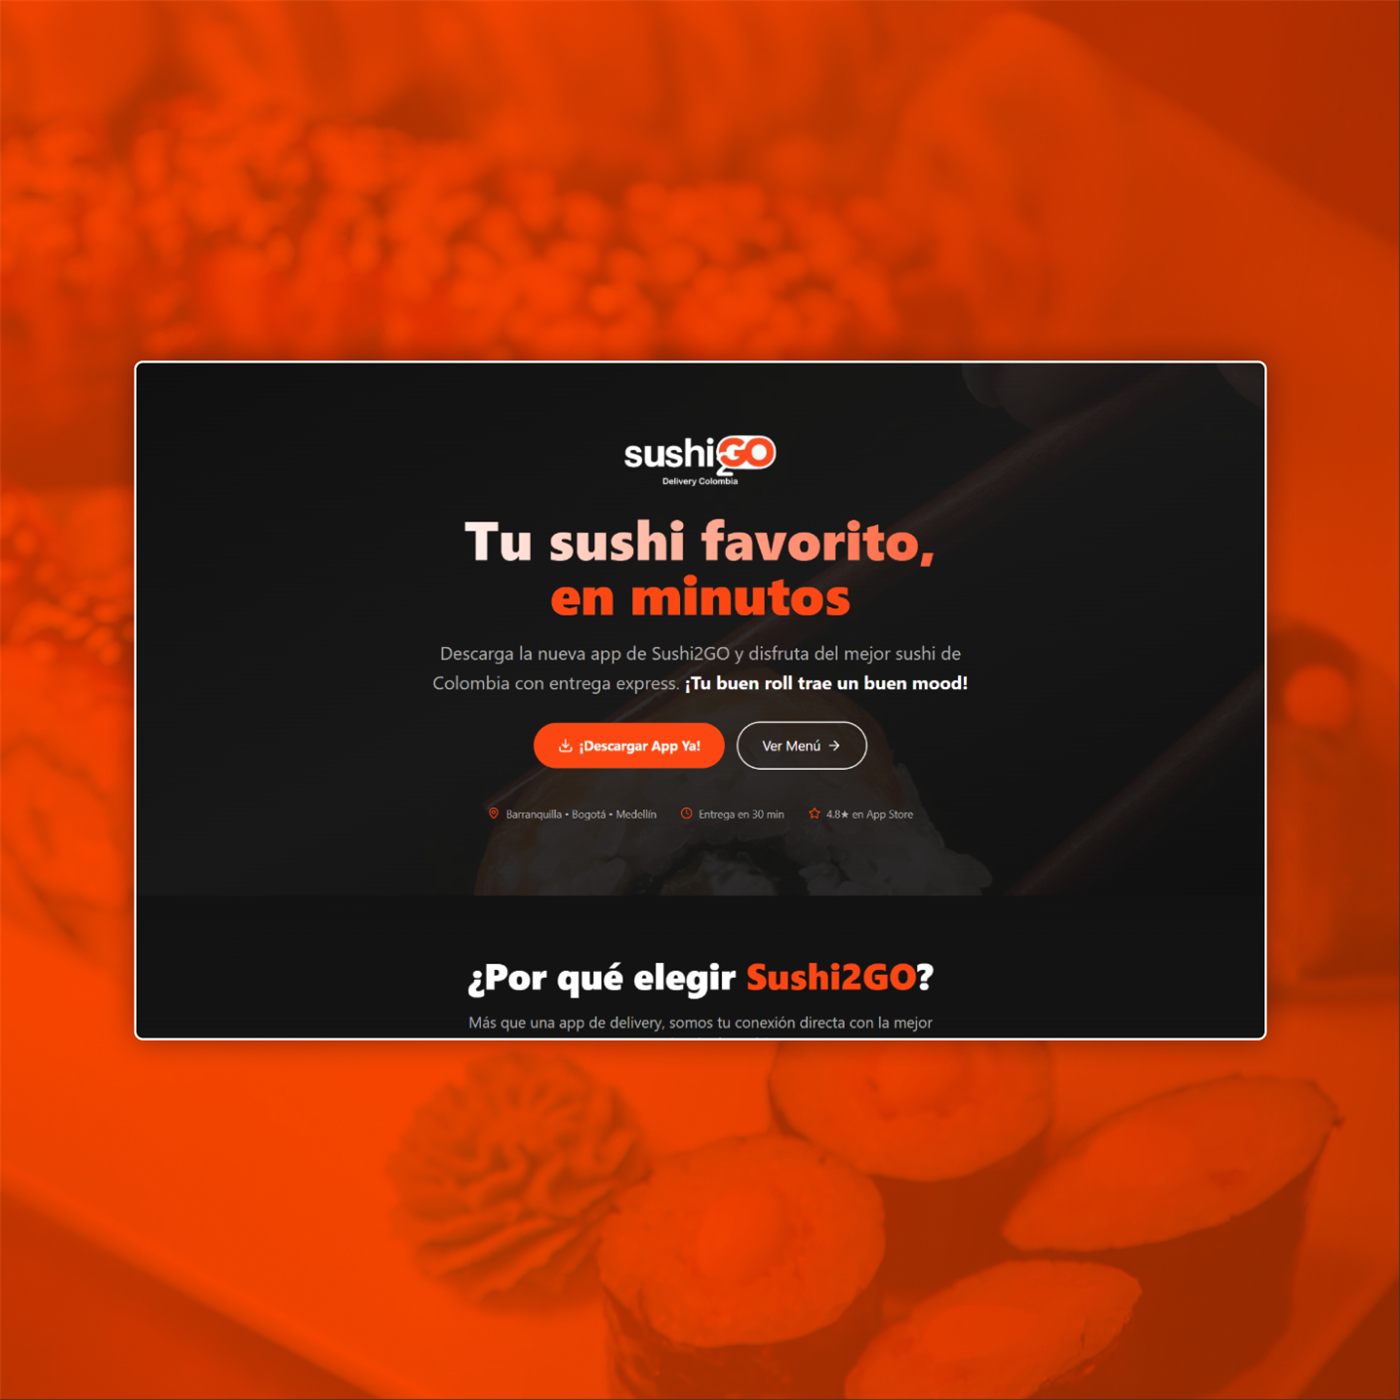 sushi2GO
Delivery Colombia
Tu sushi favorito,
en minutos
Descarga la nueva app de Sushi2GO y disfruta del mejor sushi de
Colombia con entrega express. ¡Tu buen roll trae un buen mood!
¡Descargar App Ya! Ver Menú →
Barranquilla • Bogotá • Medellín Entrega en 30 min 4.8★ en App Store
¿Por qué elegir Sushi2GO?
Más que una app de delivery, somos tu conexión directa con la mejor